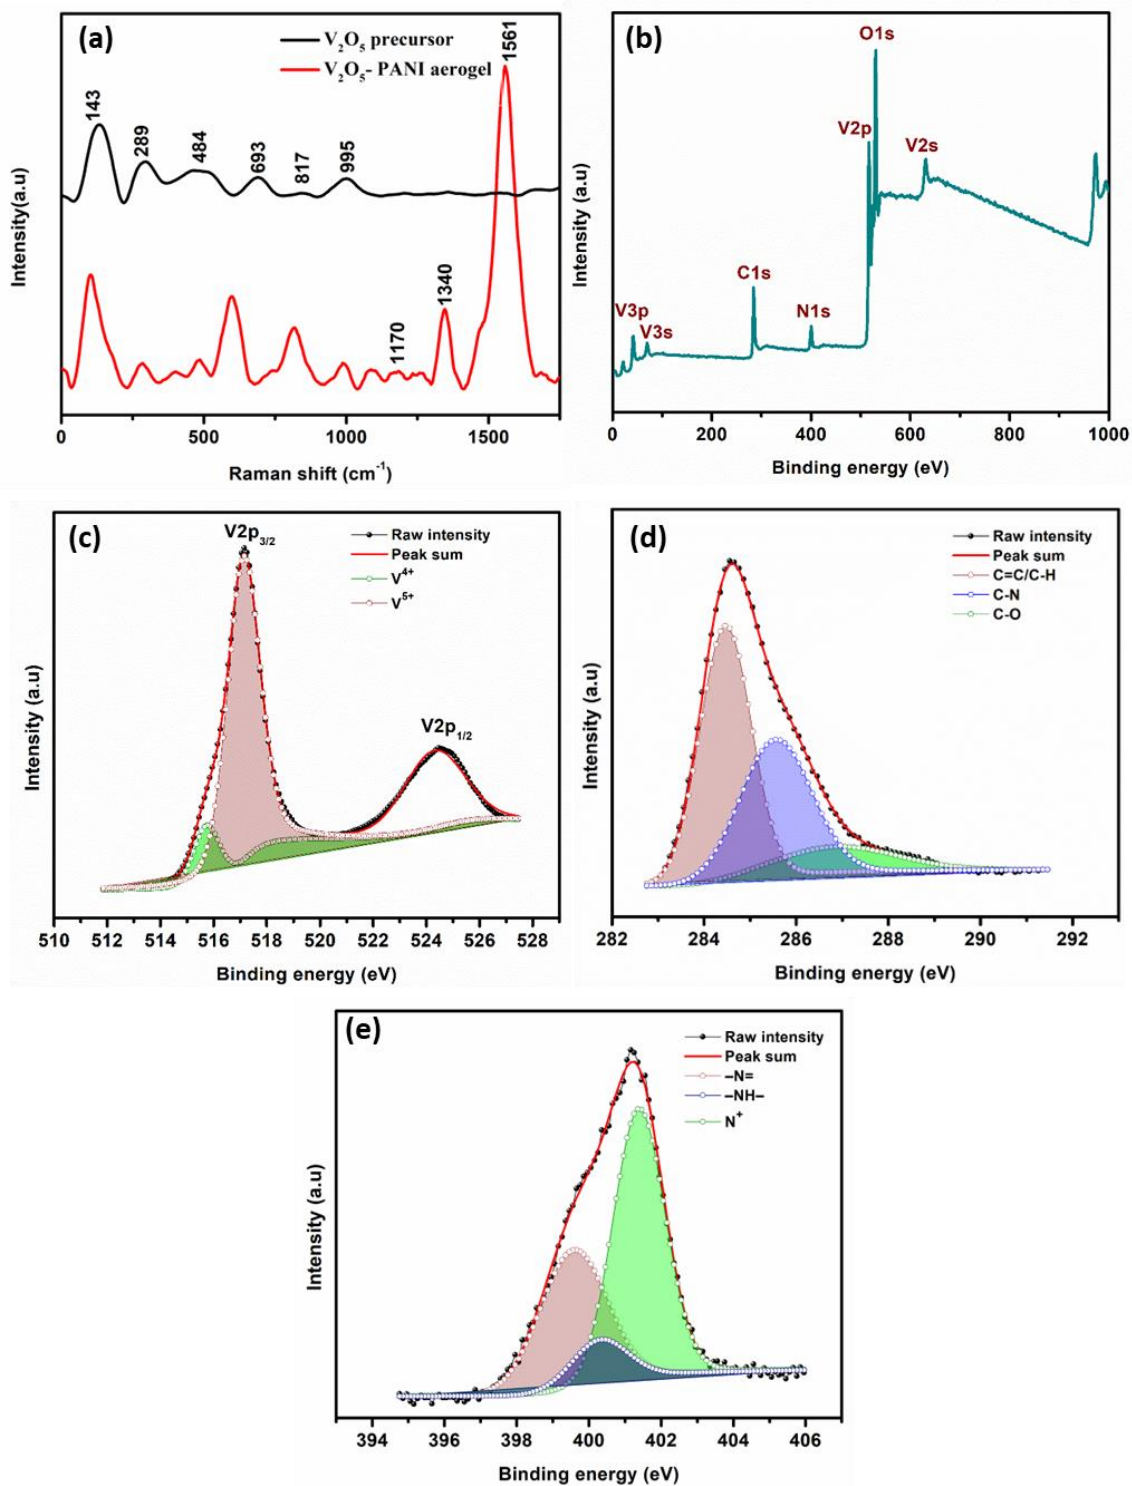 (a)
V₂O₅ precursor
V₂O₅- PANI aerogel
143
289
484
693
817
995
1170
1340
1561
Intensity(a.u)
0 500 1000 1500
Raman shift (cm⁻¹)
(b)
O1s
V2p
V2s
C1s
N1s
V3p
V3s
Intensity (a.u)
0 200 400 600 800 1000
Binding energy (eV)
(c)
V2p₃/₂
V2p₁/₂
Raw intensity
Peak sum
V⁴⁺
V⁵⁺
Intensity (a.u)
510 512 514 516 518 520 522 524 526 528
Binding energy (eV)
(d)
Raw intensity
Peak sum
C=C/C-H
C-N
C-O
Intensity (a.u)
282 284 286 288 290 292
Binding energy (eV)
(e)
Raw intensity
Peak sum
–N=
–NH–
N⁺
Intensity (a.u)
394 396 398 400 402 404 406
Binding energy (eV)